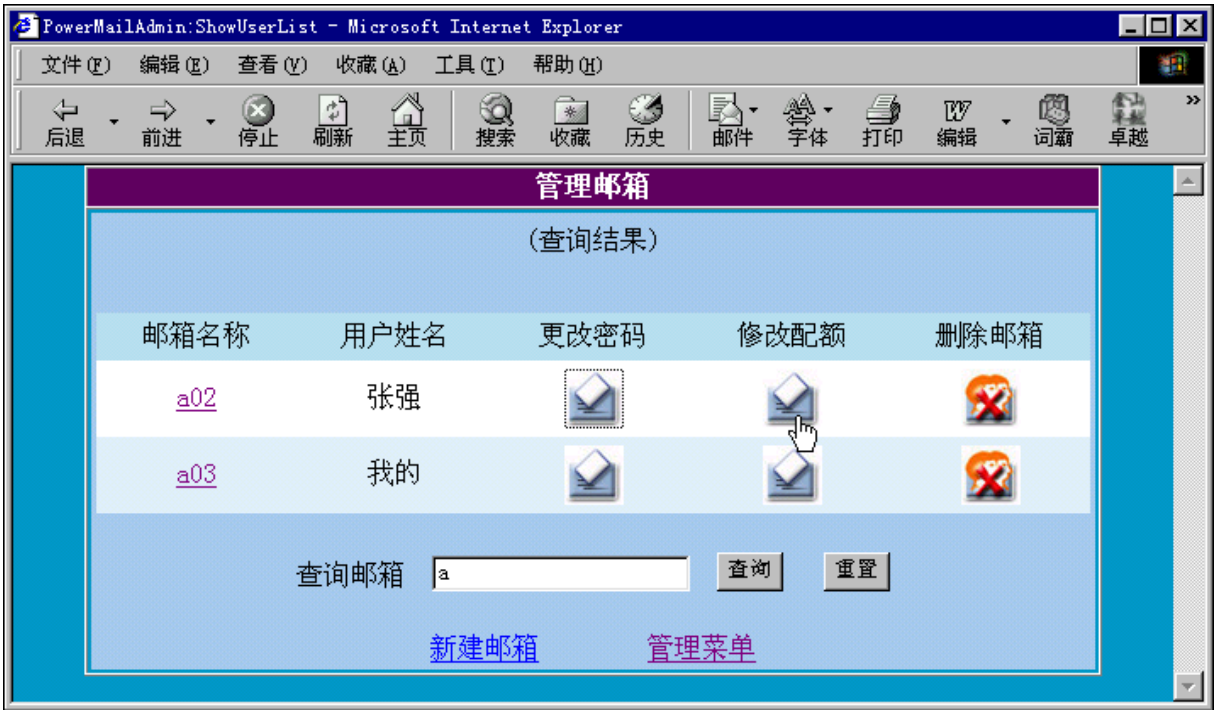 PowerMailAdmin:ShowUserList - Microsoft Internet Explorer
文件(F) 编辑(E) 查看(V) 收藏(A) 工具(T) 帮助(H)
后退 前进 停止 刷新 主页 搜索 收藏 历史 邮件 字体 打印 编辑 词霸 卓越 »
管理邮箱
(查询结果)
邮箱名称 用户姓名 更改密码 修改配额 删除邮箱
a02 张强
a03 我的
查询邮箱 a 查询 重置
新建邮箱 管理菜单